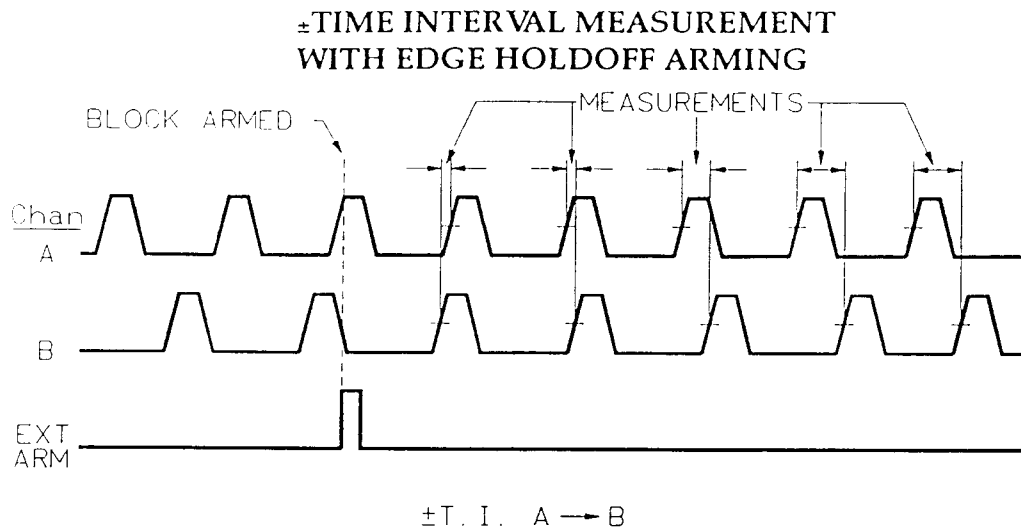 ±TIME INTERVAL MEASUREMENT
WITH EDGE HOLDOFF ARMING
MEASUREMENTS
BLOCK ARMED
Chan
A
B
EXT
ARM
±T. I. A → B